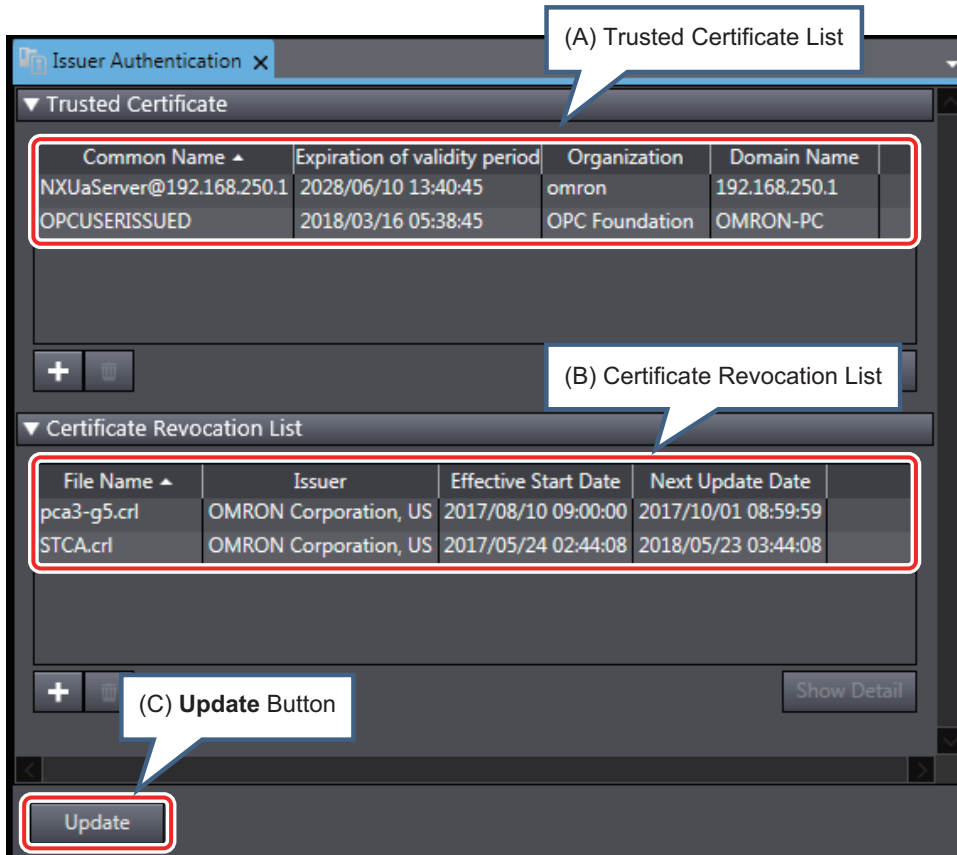 (A) Trusted Certificate List
Issuer Authentication
Trusted Certificate
Common Name Expiration of validity period Organization Domain Name
NXUaServer@192.168.250.1 2028/06/10 13:40:45 omron 192.168.250.1
OPCUSERISSUED 2018/03/16 05:38:45 OPC Foundation OMRON-PC
(B) Certificate Revocation List
Certificate Revocation List
File Name Issuer Effective Start Date Next Update Date
pca3-g5.crl OMRON Corporation, US 2017/08/10 09:00:00 2017/10/01 08:59:59
STCA.crl OMRON Corporation, US 2017/05/24 02:44:08 2018/05/23 03:44:08
Show Detail
(C) Update Button
Update